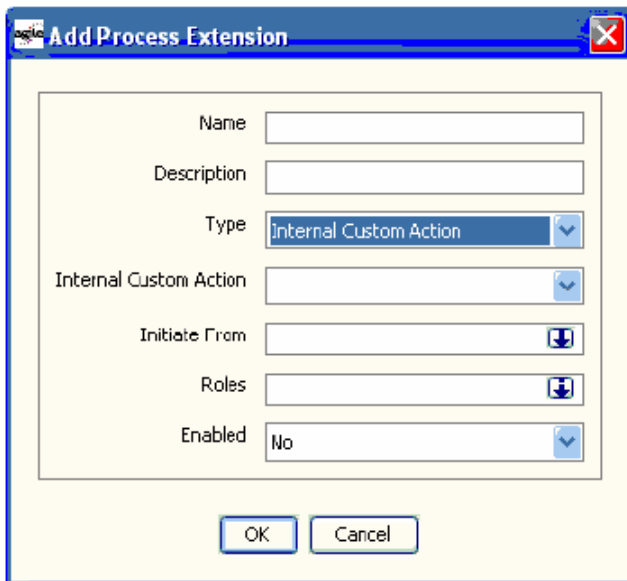 agile Add Process Extension
Name
Description
Type Internal Custom Action
Internal Custom Action
Initiate From
Roles
Enabled No
OK Cancel